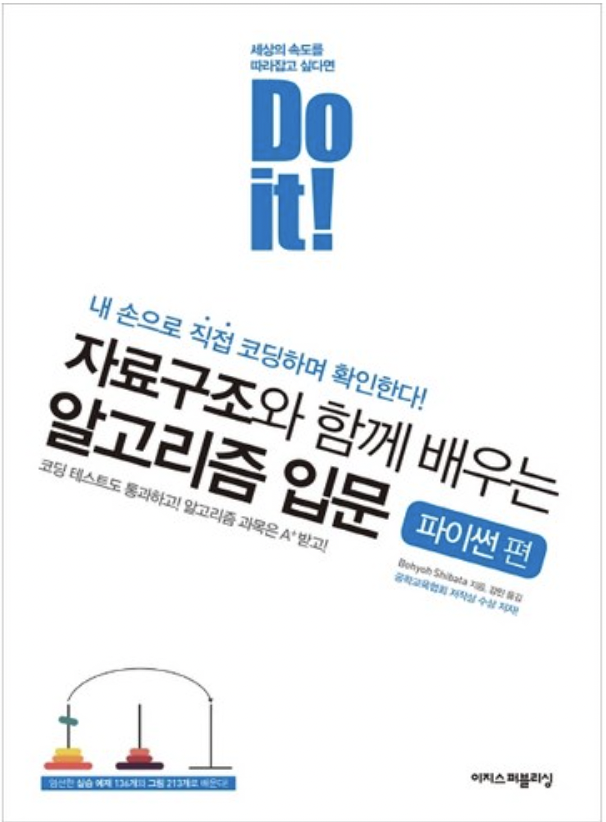 세상의 속도를
따라잡고 싶다면
Do
it!
내 손으로 직접 코딩하며 확인한다!
자료구조와 함께 배우는
알고리즘 입문
파이썬 편
코딩 테스트도 통과하고! 알고리즘 과목은 A⁺ 받고!
Bohyoh Shibata 지음, 강민 옮김
공학교육협회 저작상 수상 저자!
엄선한 실습 예제 136개와 그림 213개로 배운다!
이지스 퍼블리싱